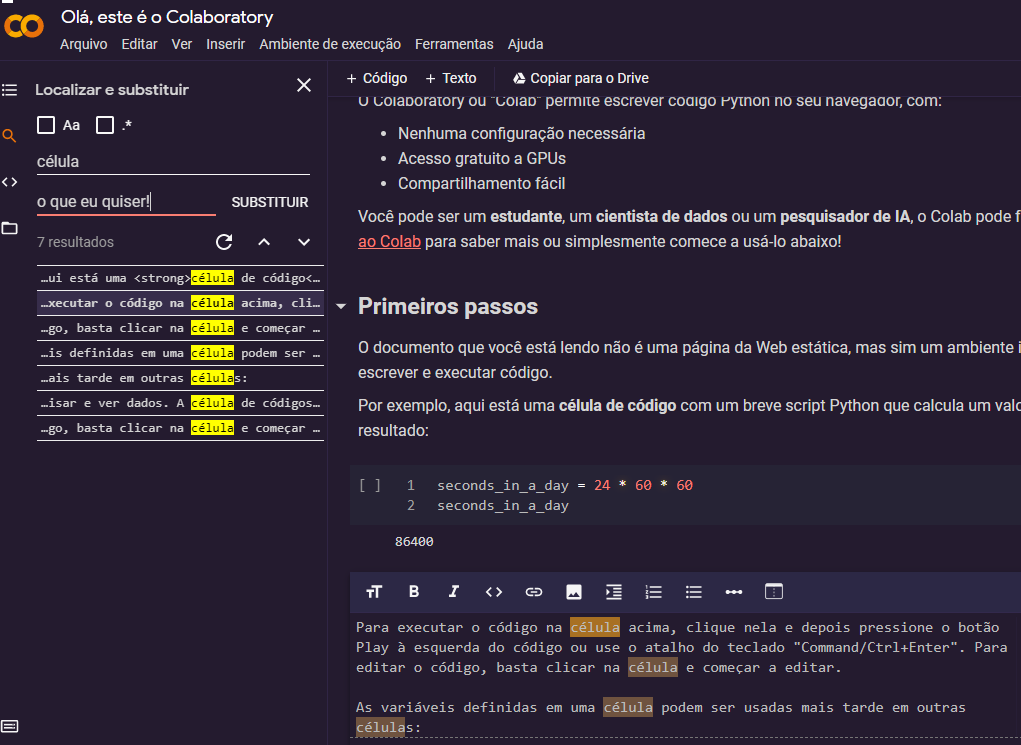 Olá, este é o Colaboratory
Arquivo Editar Ver Inserir Ambiente de execução Ferramentas Ajuda
Localizar e substituir
Aa .*
célula
o que eu quiser!
SUBSTITUIR
7 resultados
…ui está uma <strong>célula de código<…
…xecutar o código na célula acima, cli…
…go, basta clicar na célula e começar …
…is definidas em uma célula podem ser …
…ais tarde em outras células:
…isar e ver dados. A célula de códigos…
…go, basta clicar na célula e começar …
+ Código + Texto Copiar para o Drive
O Colaboratory ou "Colab" permite escrever código Python no seu navegador, com:
• Nenhuma configuração necessária
• Acesso gratuito a GPUs
• Compartilhamento fácil
Você pode ser um estudante, um cientista de dados ou um pesquisador de IA, o Colab pode f
ao Colab para saber mais ou simplesmente comece a usá-lo abaixo!
Primeiros passos
O documento que você está lendo não é uma página da Web estática, mas sim um ambiente i
escrever e executar código.
Por exemplo, aqui está uma célula de código com um breve script Python que calcula um valo
resultado:
[ ] 1 seconds_in_a_day = 24 * 60 * 60
2 seconds_in_a_day
86400
Para executar o código na célula acima, clique nela e depois pressione o botão
Play à esquerda do código ou use o atalho do teclado "Command/Ctrl+Enter". Para
editar o código, basta clicar na célula e começar a editar.
As variáveis definidas em uma célula podem ser usadas mais tarde em outras
células: